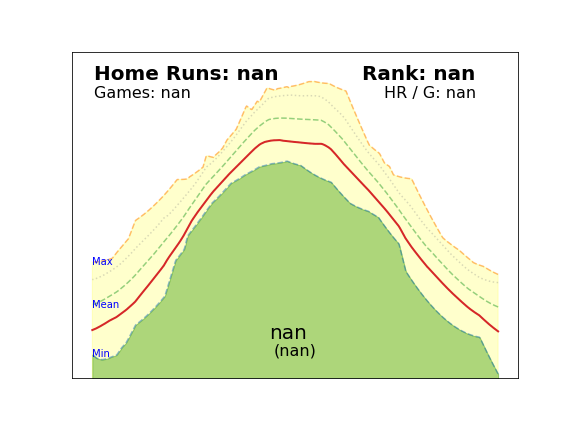 Home Runs: nan
Rank: nan
Games: nan
HR / G: nan
Max
Mean
Min
nan
(nan)